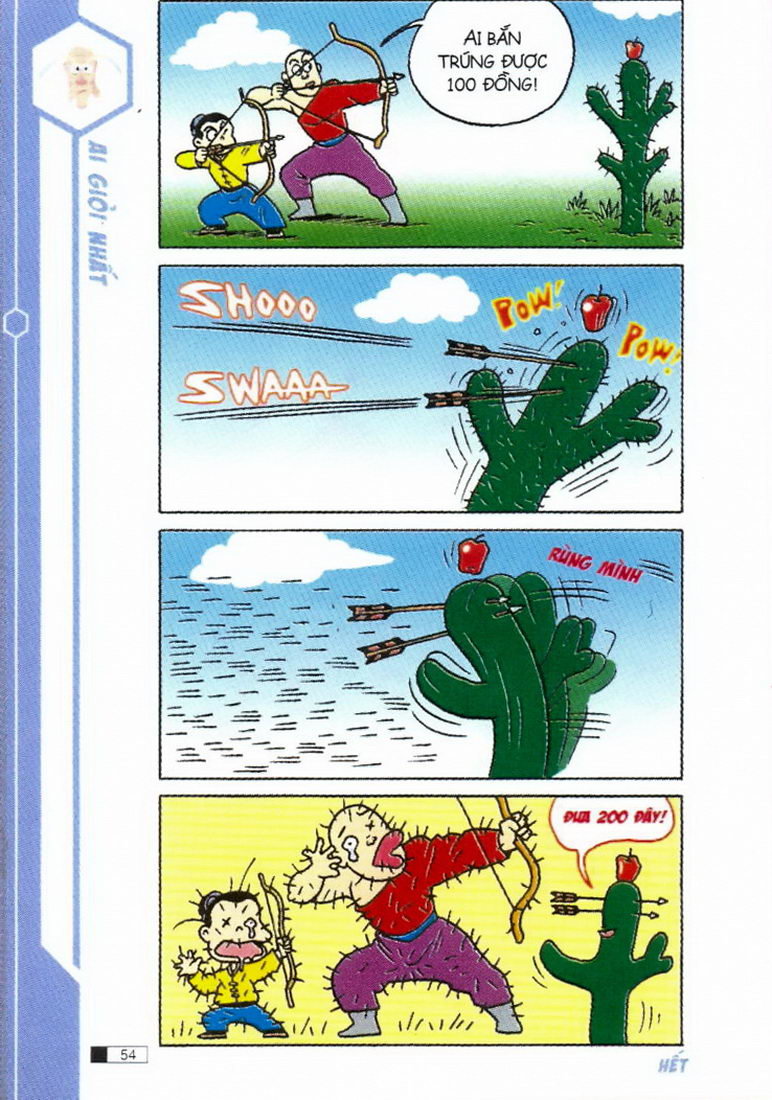 AI BẮN
TRÚNG ĐƯỢC
100 ĐỒNG!
AI GIỎI NHẤT
SHOOO
POW!
POW!
SWAAA
RÙNG MÌNH
ĐƯA 200 ĐÂY!
54
HẾT